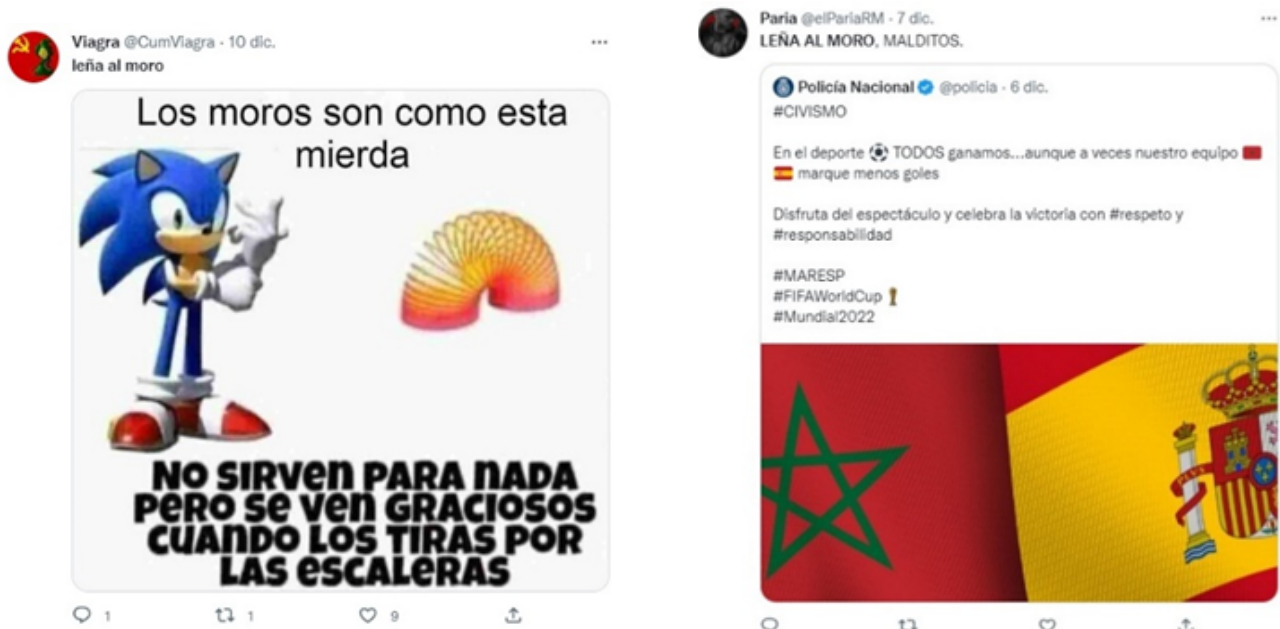 Viagra @CumViagra · 10 dic.
leña al moro
Los moros son como esta
mierda
NO SIRVEN PARA NADA
PERO SE VEN GRACIOSOS
CUANDO LOS TIRAS POR
LAS ESCALERAS
1
1
9
Paria @elPariaRM · 7 dic.
LEÑA AL MORO, MALDITOS.
Policía Nacional @policia · 6 dic.
#CIVISMO
En el deporte ⚽ TODOS ganamos...aunque a veces nuestro equipo 🇲🇦
🇪🇸 marque menos goles
Disfruta del espectáculo y celebra la victoria con #respeto y
#responsabilidad
#MARESP
#FIFAWorldCup 🏆
#Mundial2022